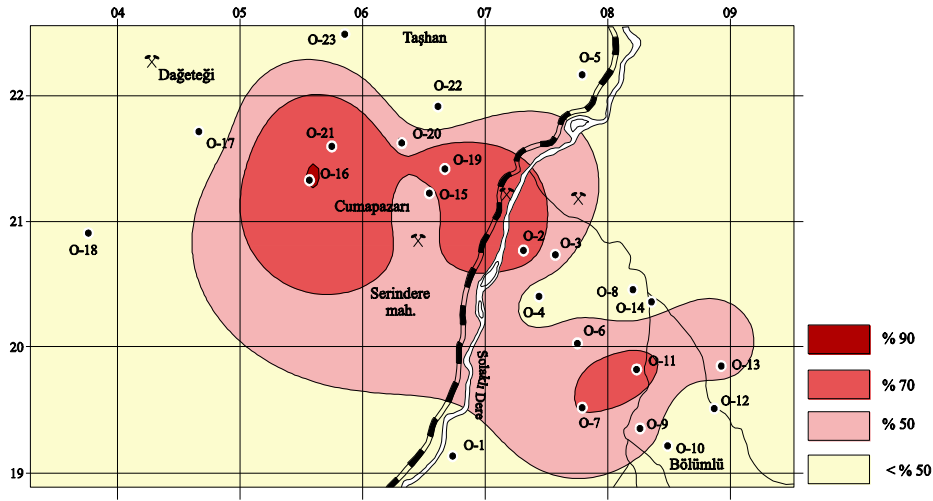 04 05 06 07 08 09
O-23
Taşhan
O-5
Dağeteği
22
O-22
O-17
O-21
O-20
O-19
O-16
O-15
Cumapazarı
21
O-18
O-2
O-3
Serindere
mah.
O-8
O-14
O-4
O-6
% 90
20
O-11
O-13
% 70
Solaklı Dere
O-7
O-12
% 50
O-9
O-1
O-10
Bölümlü
19
< % 50